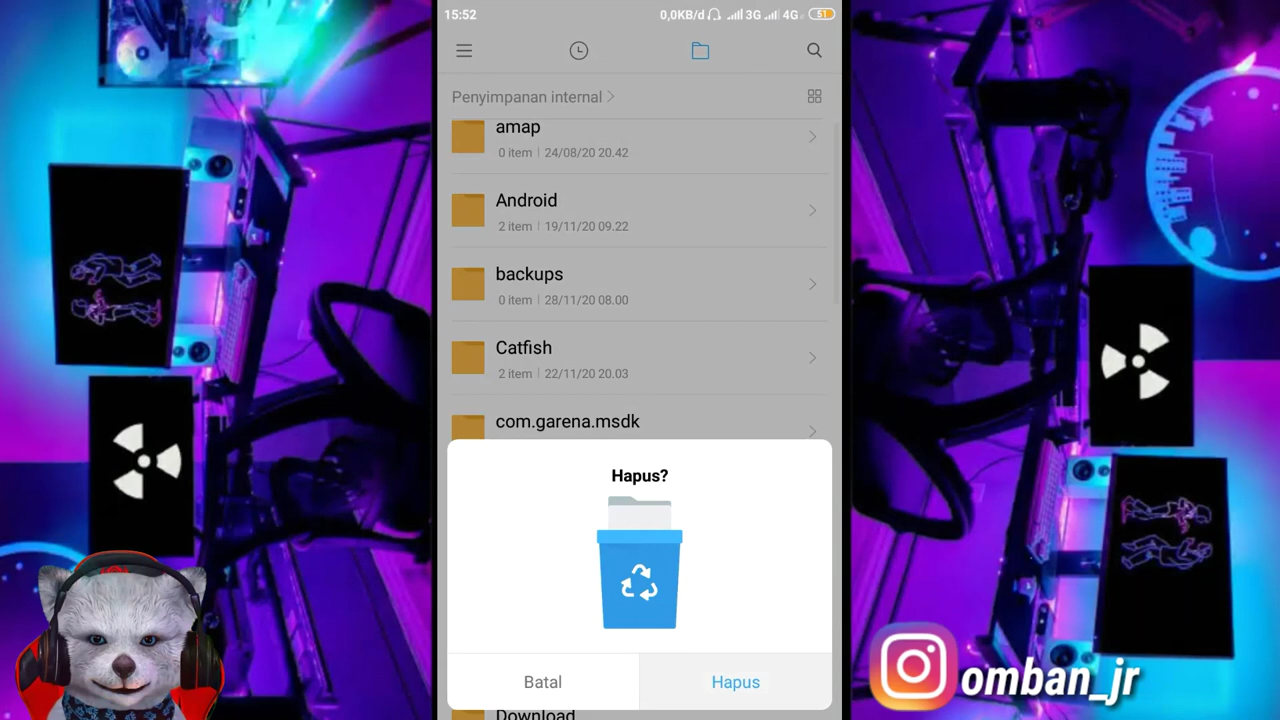 15:52
0,0KB/d 3G 4G 51
Penyimpanan internal
amap
0 item | 24/08/20 20.42
Android
2 item | 19/11/20 09.22
backups
0 item | 28/11/20 08.00
Catfish
2 item | 22/11/20 20.03
com.garena.msdk
Hapus?
Batal
Hapus
Download
omban_jr